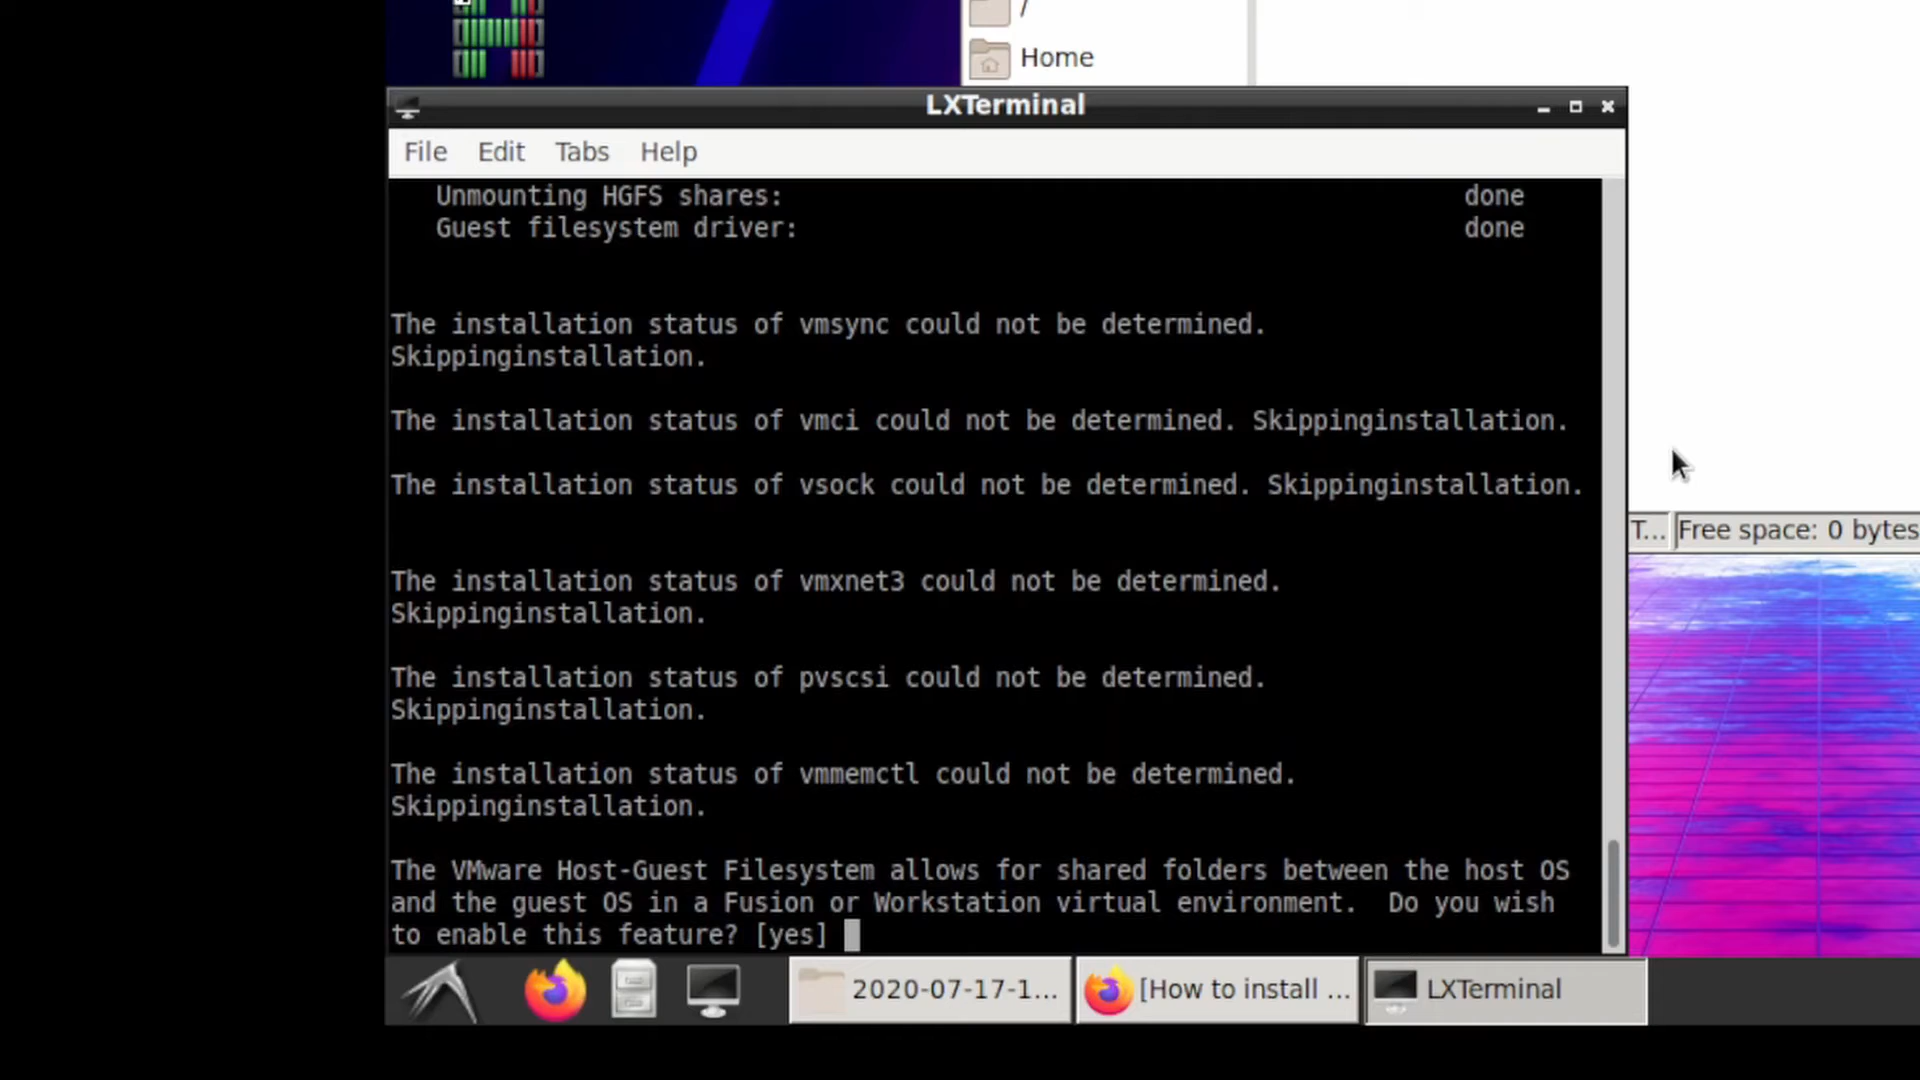 /
Home
LXTerminal
File Edit Tabs Help
Unmounting HGFS shares: done
Guest filesystem driver: done
The installation status of vmsync could not be determined.
Skippinginstallation.
The installation status of vmci could not be determined. Skippinginstallation.
The installation status of vsock could not be determined. Skippinginstallation.
The installation status of vmxnet3 could not be determined.
Skippinginstallation.
The installation status of pvscsi could not be determined.
Skippinginstallation.
The installation status of vmmemctl could not be determined.
Skippinginstallation.
The VMware Host-Guest Filesystem allows for shared folders between the host OS
and the guest OS in a Fusion or Workstation virtual environment.  Do you wish
to enable this feature? [yes]
T... Free space: 0 bytes
2020-07-17-1... [How to install ... LXTerminal